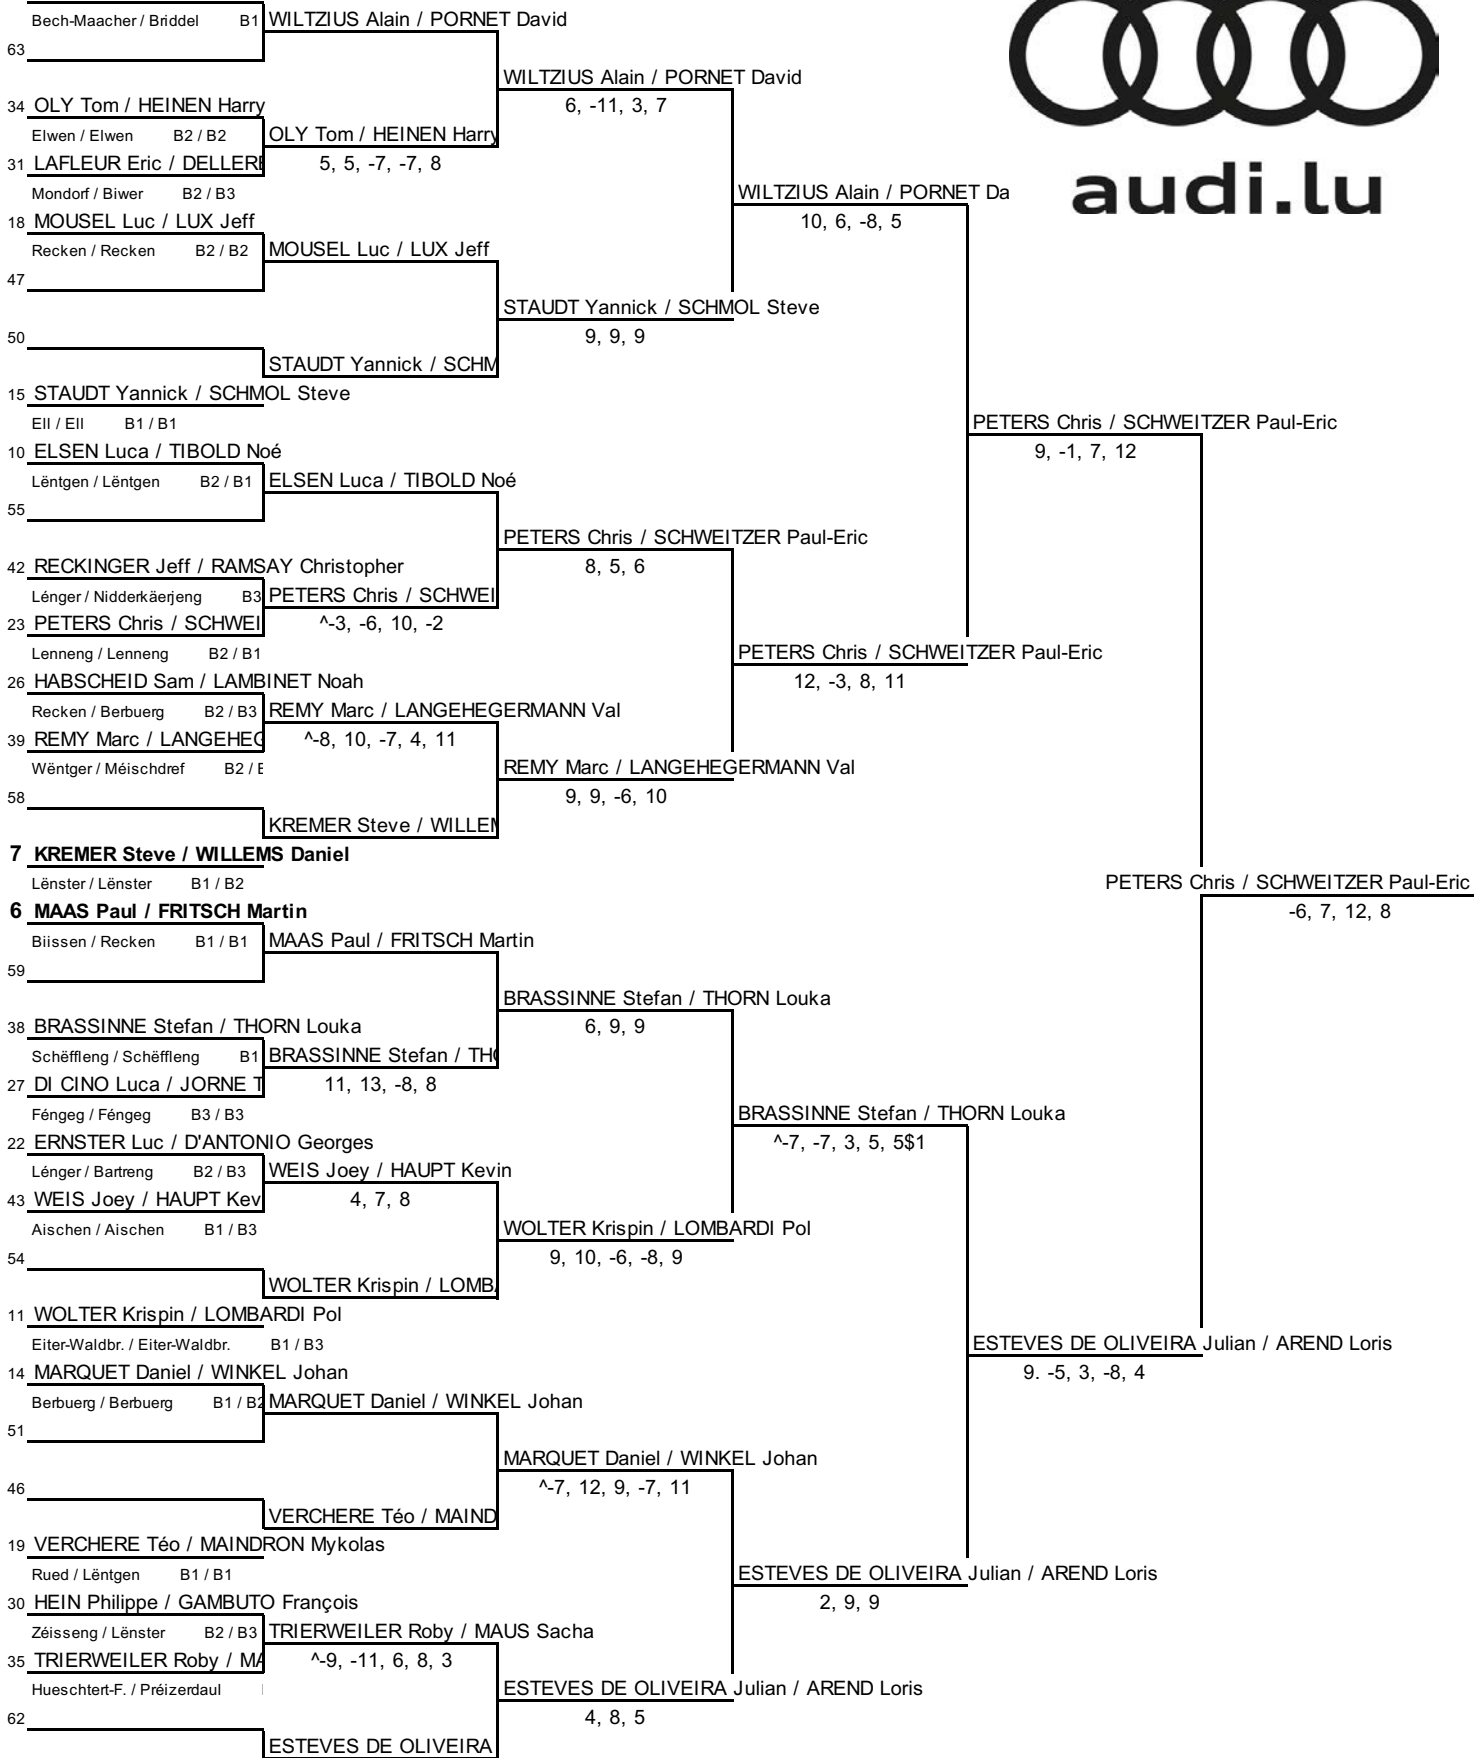 Bech-Maacher / Briddel B1 WILTZIUS Alain / PORNET David
63
WILTZIUS Alain / PORNET David
34 OLY Tom / HEINEN Harry 6, -11, 3, 7
Elwen / Elwen B2 / B2 OLY Tom / HEINEN Harry
31 LAFLEUR Eric / DELLERE 5, 5, -7, -7, 8
audi.lu
Mondorf / Biwer B2 / B3 WILTZIUS Alain / PORNET Da
18 MOUSEL Luc / LUX Jeff 10, 6, -8, 5
Recken / Recken B2 / B2 MOUSEL Luc / LUX Jeff
47
STAUDT Yannick / SCHMOL Steve
50 9, 9, 9
STAUDT Yannick / SCHM
15 STAUDT Yannick / SCHMOL Steve
Ell / Ell B1 / B1 PETERS Chris / SCHWEITZER Paul-Eric
10 ELSEN Luca / TIBOLD Noé 9, -1, 7, 12
Lëntgen / Lëntgen B2 / B1 ELSEN Luca / TIBOLD Noé
55
PETERS Chris / SCHWEITZER Paul-Eric
42 RECKINGER Jeff / RAMSAY Christopher 8, 5, 6
Lénger / Nidderkäerjeng B3 PETERS Chris / SCHWEI
23 PETERS Chris / SCHWEI ^-3, -6, 10, -2
Lenneng / Lenneng B2 / B1 PETERS Chris / SCHWEITZER Paul-Eric
26 HABSCHEID Sam / LAMBINET Noah 12, -3, 8, 11
Recken / Berbuerg B2 / B3 REMY Marc / LANGEHEGERMANN Val
39 REMY Marc / LANGEHEG ^-8, 10, -7, 4, 11
Wëntger / Méischdref B2 / REMY Marc / LANGEHEGERMANN Val
58 9, 9, -6, 10
KREMER Steve / WILLEM
7 KREMER Steve / WILLEMS Daniel
Lënster / Lënster B1 / B2 PETERS Chris / SCHWEITZER Paul-Eric
6 MAAS Paul / FRITSCH Martin -6, 7, 12, 8
Biissen / Recken B1 / B1 MAAS Paul / FRITSCH Martin
59
BRASSINNE Stefan / THORN Louka
38 BRASSINNE Stefan / THORN Louka 6, 9, 9
Schëffleng / Schëffleng B1 BRASSINNE Stefan / THO
27 DI CINO Luca / JORNE T 11, 13, -8, 8
Féngeg / Féngeg B3 / B3 BRASSINNE Stefan / THORN Louka
22 ERNSTER Luc / D'ANTONIO Georges ^-7, -7, 3, 5, 5$1
Lénger / Bartreng B2 / B3 WEIS Joey / HAUPT Kevin
43 WEIS Joey / HAUPT Kev 4, 7, 8
Aischen / Aischen B1 / B3 WOLTER Krispin / LOMBARDI Pol
54 9, 10, -6, -8, 9
WOLTER Krispin / LOMBA
11 WOLTER Krispin / LOMBARDI Pol
Eiter-Waldbr. / Eiter-Waldbr. B1 / B3 ESTEVES DE OLIVEIRA Julian / AREND Loris
14 MARQUET Daniel / WINKEL Johan 9. -5, 3, -8, 4
Berbuerg / Berbuerg B1 / B2 MARQUET Daniel / WINKEL Johan
51
MARQUET Daniel / WINKEL Johan
46 ^-7, 12, 9, -7, 11
VERCHERE Téo / MAIND
19 VERCHERE Téo / MAINDRON Mykolas
Rued / Lëntgen B1 / B1 ESTEVES DE OLIVEIRA Julian / AREND Loris
30 HEIN Philippe / GAMBUTO François 2, 9, 9
Zéisseng / Lënster B2 / B3 TRIERWEILER Roby / MAUS Sacha
35 TRIERWEILER Roby / MA ^-9, -11, 6, 8, 3
Hueschtert-F. / Préizerdaul ESTEVES DE OLIVEIRA Julian / AREND Loris
62 4, 8, 5
ESTEVES DE OLIVEIRA